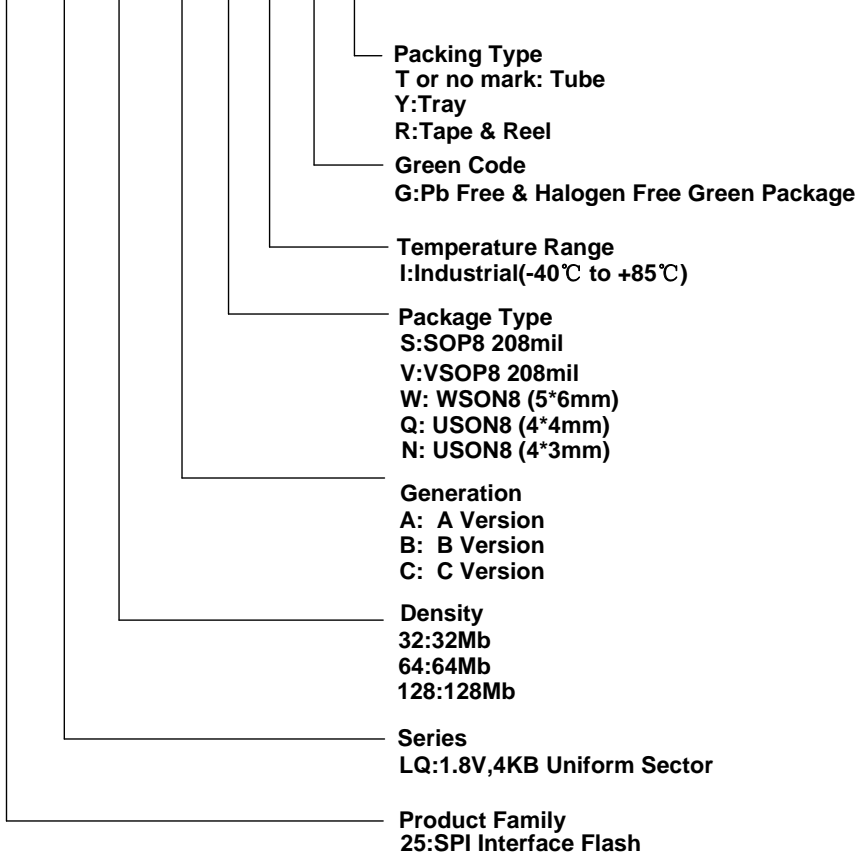 Packing Type
T or no mark: Tube
Y:Tray
R:Tape & Reel
Green Code
G:Pb Free & Halogen Free Green Package
Temperature Range
I:Industrial(-40℃ to +85℃)
Package Type
S:SOP8 208mil
V:VSOP8 208mil
W: WSON8 (5*6mm)
Q: USON8 (4*4mm)
N: USON8 (4*3mm)
Generation
A: A Version
B: B Version
C: C Version
Density
32:32Mb
64:64Mb
128:128Mb
Series
LQ:1.8V,4KB Uniform Sector
Product Family
25:SPI Interface Flash